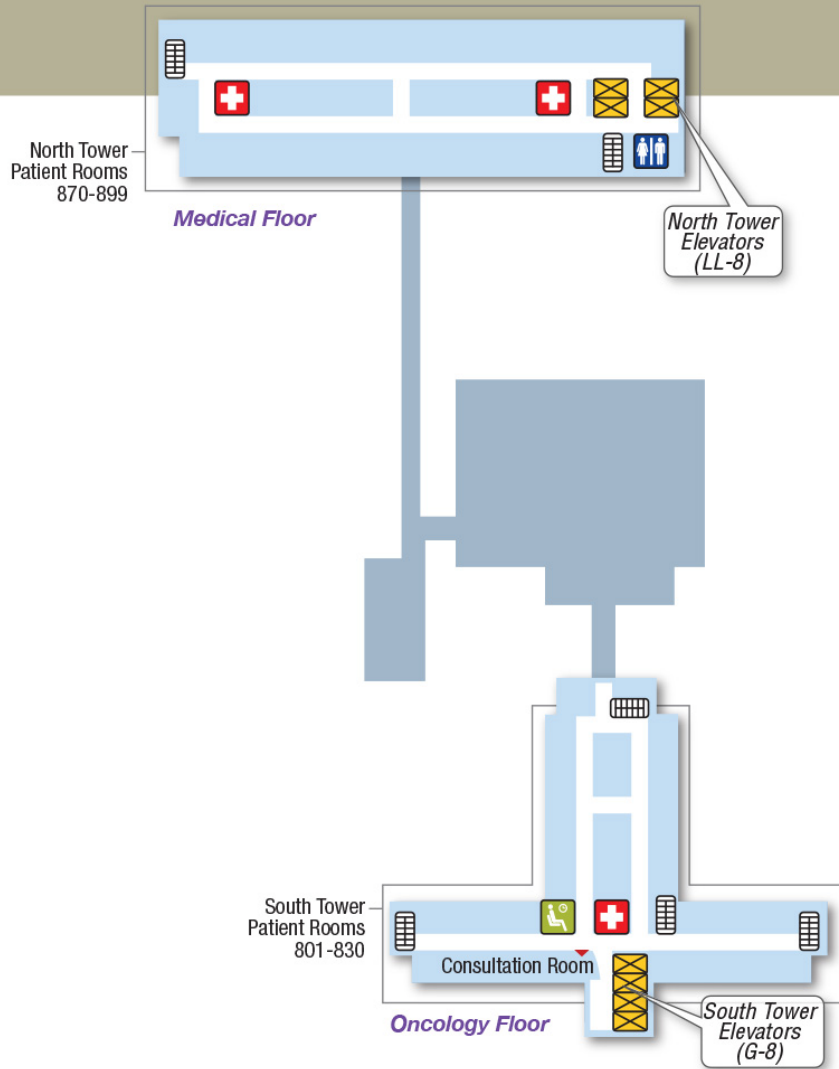 North Tower
Patient Rooms
870-899
Medical Floor
North Tower
Elevators
(LL-8)
South Tower
Patient Rooms
801-830
Consultation Room
Oncology Floor
South Tower
Elevators
(G-8)